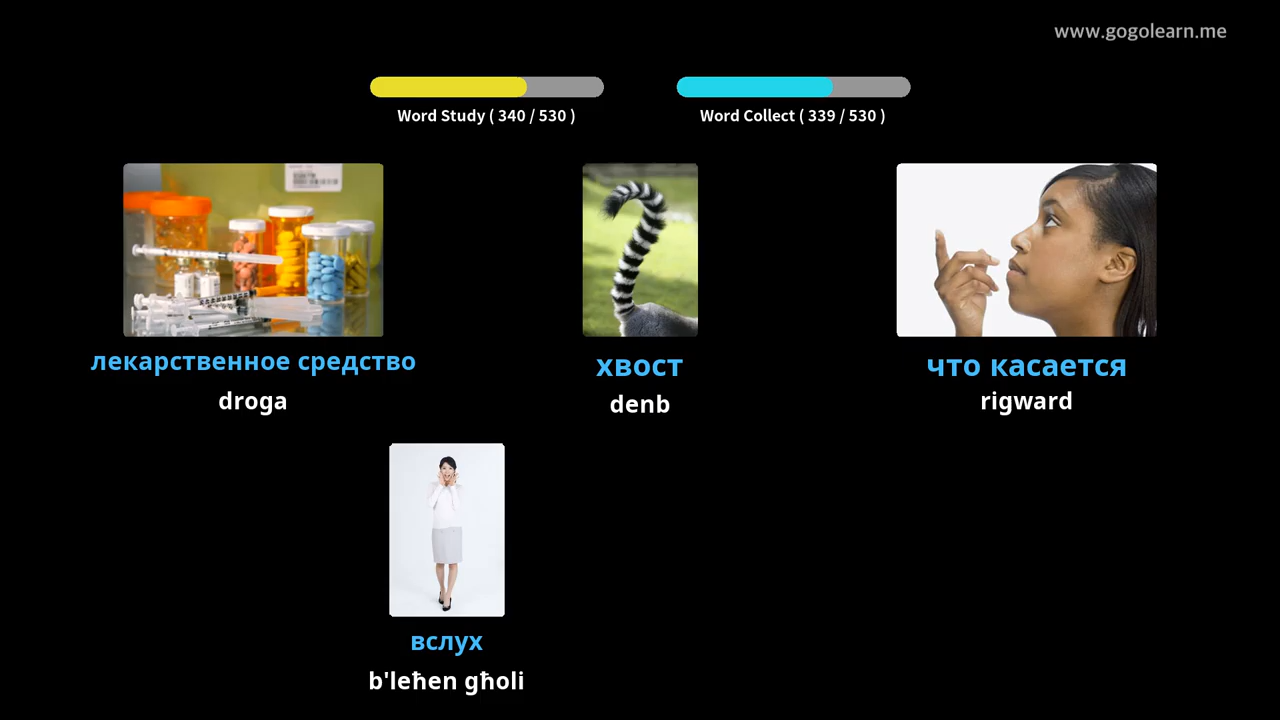 www.gogolearn.me
Word Study ( 340 / 530 )
Word Collect ( 339 / 530 )
лекарственное средство
droga
хвост
denb
что касается
rigward
вслух
b'leħen għoli